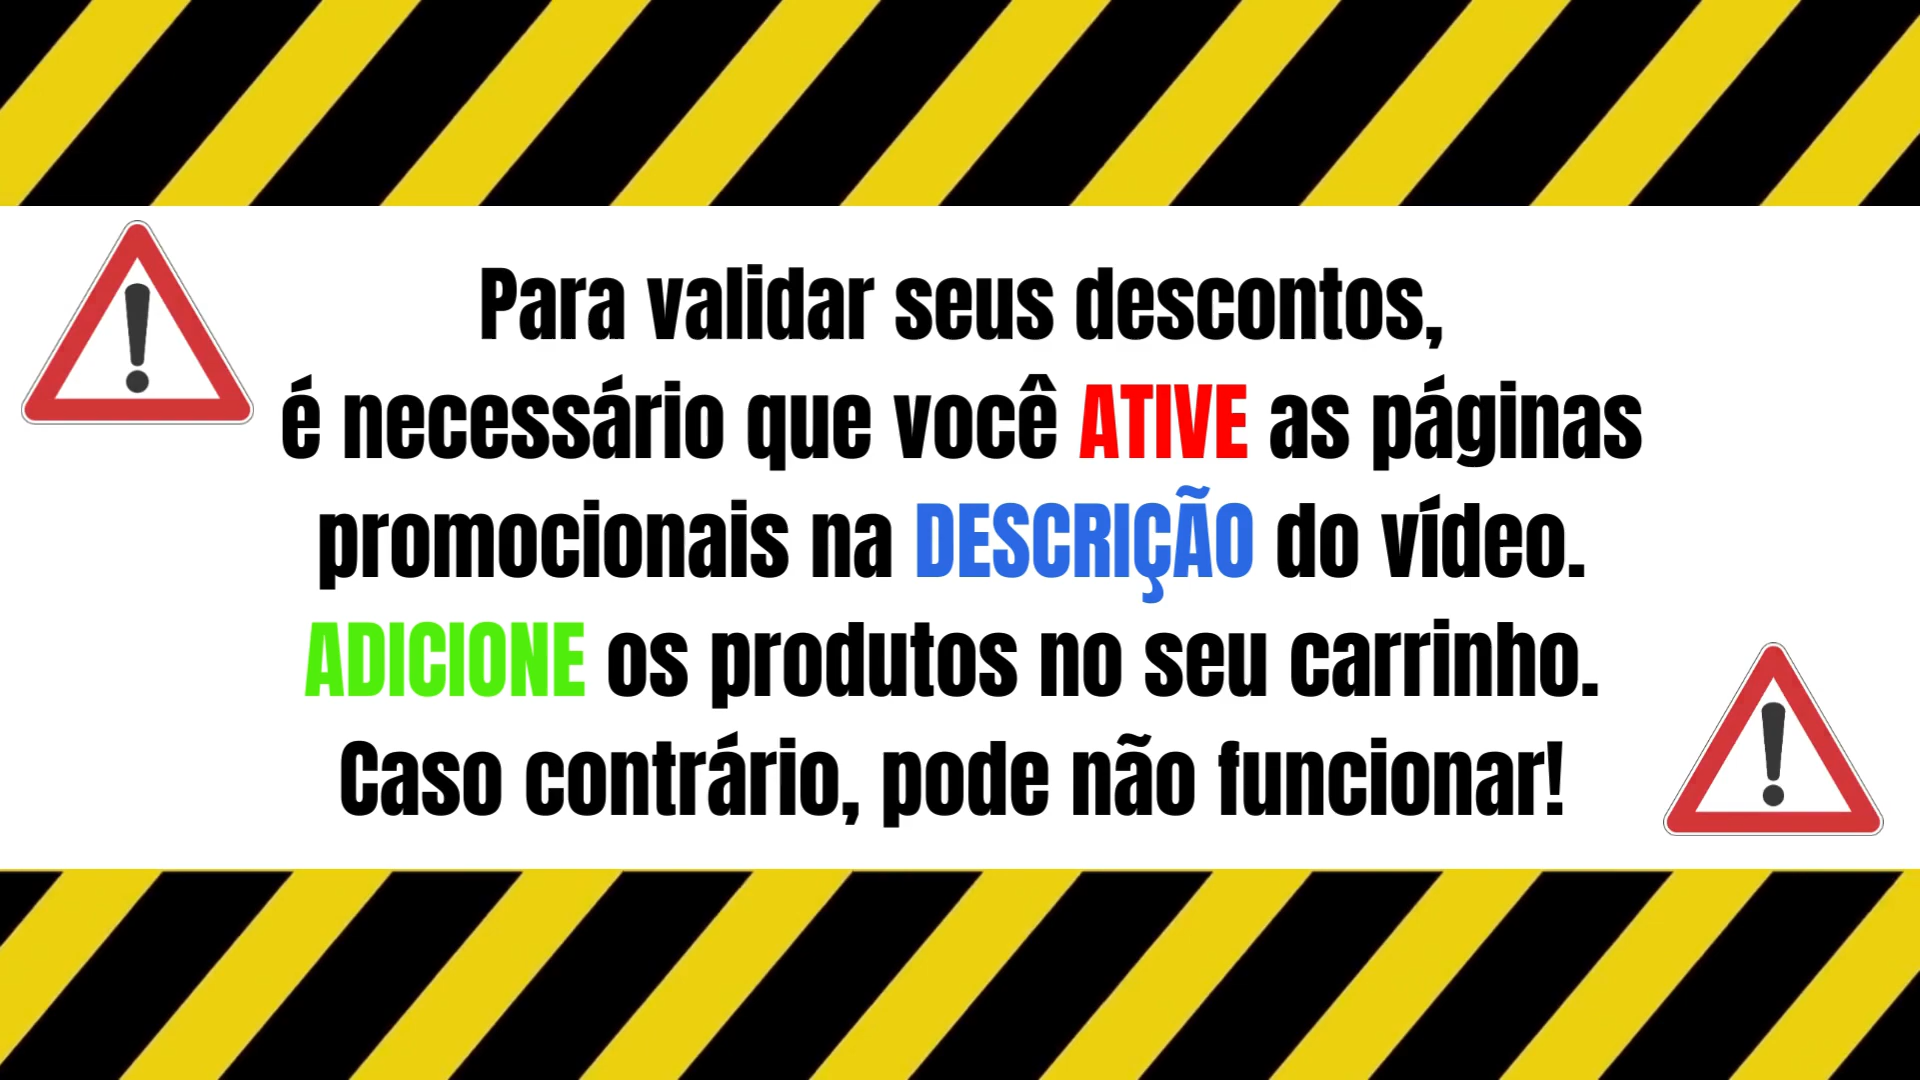 Para validar seus descontos,
é necessário que você ATIVE as páginas
promocionais na DESCRIÇÃO do vídeo.
ADICIONE os produtos no seu carrinho.
Caso contrário, pode não funcionar!